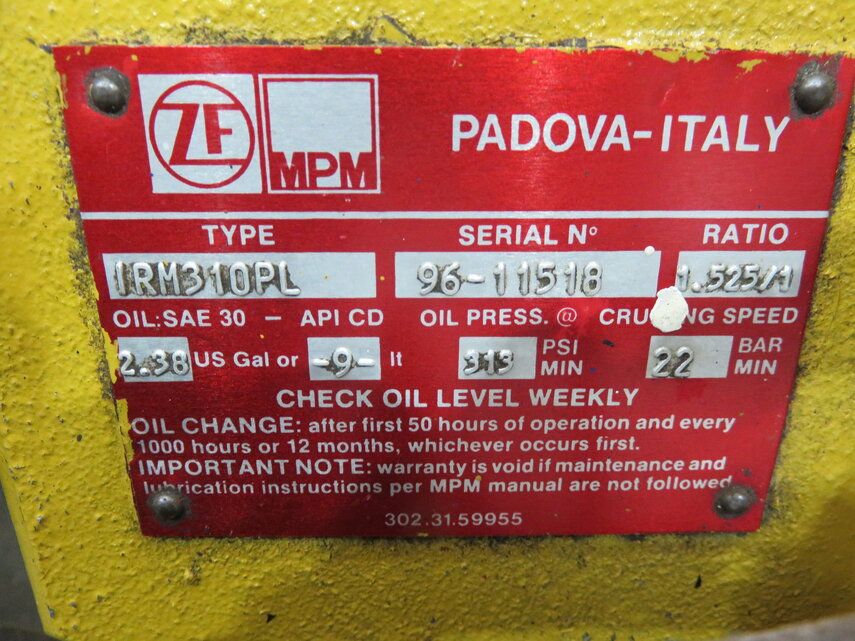 ZF MPM PADOVA-ITALY
TYPE SERIAL Nº RATIO
IRM310PL 96-11518 1.525/1
OIL:SAE 30 - API CD OIL PRESS. @ SPEED
2.38 US Gal or -9- lt 313 PSI MIN 22 BAR MIN
CHECK OIL LEVEL WEEKLY
OIL CHANGE: after first 50 hours of operation and every
1000 hours or 12 months, whichever occurs first.
IMPORTANT NOTE: warranty is void if maintenance and
lubrication instructions per MPM manual are not followed
302.31.59955